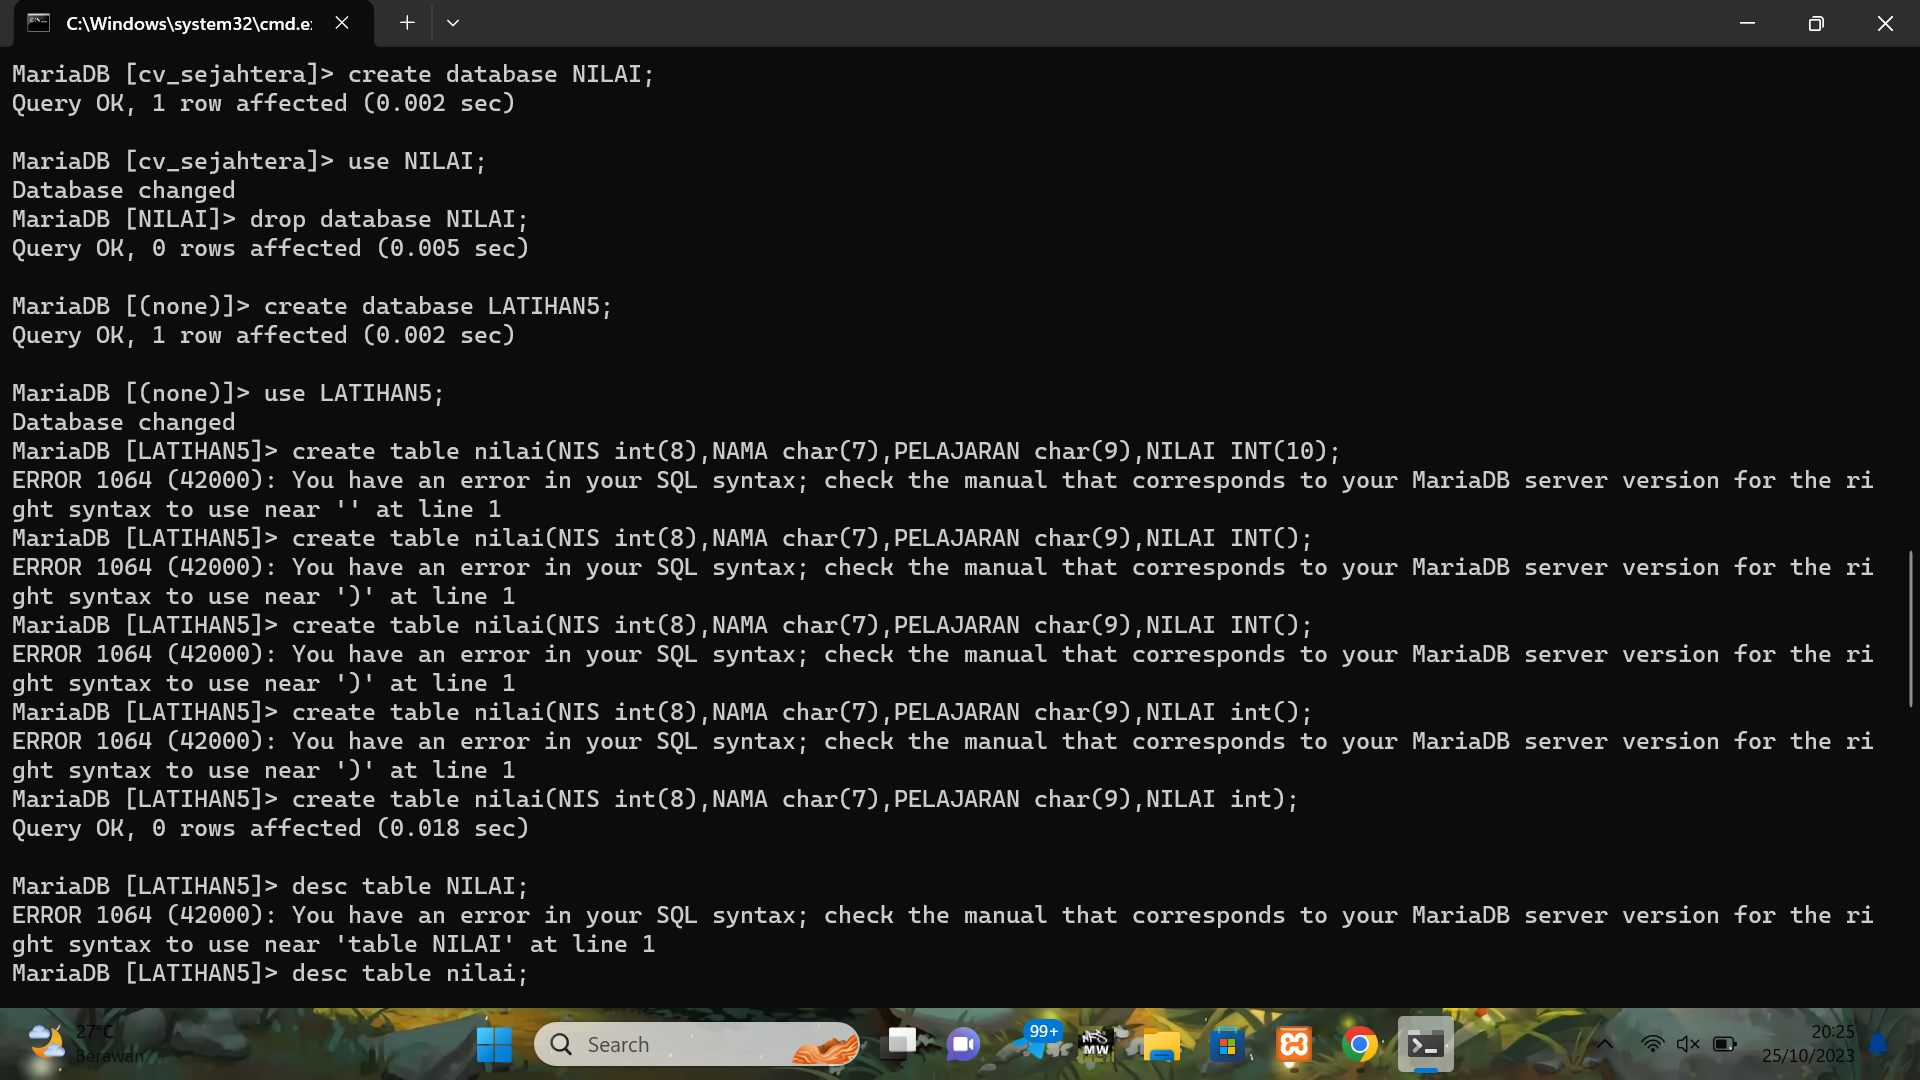 C:\Windows\system32\cmd.e
MariaDB [cv_sejahtera]> create database NILAI;
Query OK, 1 row affected (0.002 sec)
MariaDB [cv_sejahtera]> use NILAI;
Database changed
MariaDB [NILAI]> drop database NILAI;
Query OK, 0 rows affected (0.005 sec)
MariaDB [(none)]> create database LATIHAN5;
Query OK, 1 row affected (0.002 sec)
MariaDB [(none)]> use LATIHAN5;
Database changed
MariaDB [LATIHAN5]> create table nilai(NIS int(8),NAMA char(7),PELAJARAN char(9),NILAI INT(10);
ERROR 1064 (42000): You have an error in your SQL syntax; check the manual that corresponds to your MariaDB server version for the ri
ght syntax to use near '' at line 1
MariaDB [LATIHAN5]> create table nilai(NIS int(8),NAMA char(7),PELAJARAN char(9),NILAI INT();
ERROR 1064 (42000): You have an error in your SQL syntax; check the manual that corresponds to your MariaDB server version for the ri
ght syntax to use near ')' at line 1
MariaDB [LATIHAN5]> create table nilai(NIS int(8),NAMA char(7),PELAJARAN char(9),NILAI INT();
ERROR 1064 (42000): You have an error in your SQL syntax; check the manual that corresponds to your MariaDB server version for the ri
ght syntax to use near ')' at line 1
MariaDB [LATIHAN5]> create table nilai(NIS int(8),NAMA char(7),PELAJARAN char(9),NILAI int();
ERROR 1064 (42000): You have an error in your SQL syntax; check the manual that corresponds to your MariaDB server version for the ri
ght syntax to use near ')' at line 1
MariaDB [LATIHAN5]> create table nilai(NIS int(8),NAMA char(7),PELAJARAN char(9),NILAI int);
Query OK, 0 rows affected (0.018 sec)
MariaDB [LATIHAN5]> desc table NILAI;
ERROR 1064 (42000): You have an error in your SQL syntax; check the manual that corresponds to your MariaDB server version for the ri
ght syntax to use near 'table NILAI' at line 1
MariaDB [LATIHAN5]> desc table nilai;
27°C
Berawan
Search
99+
NFS
MW
20:25
25/10/2023